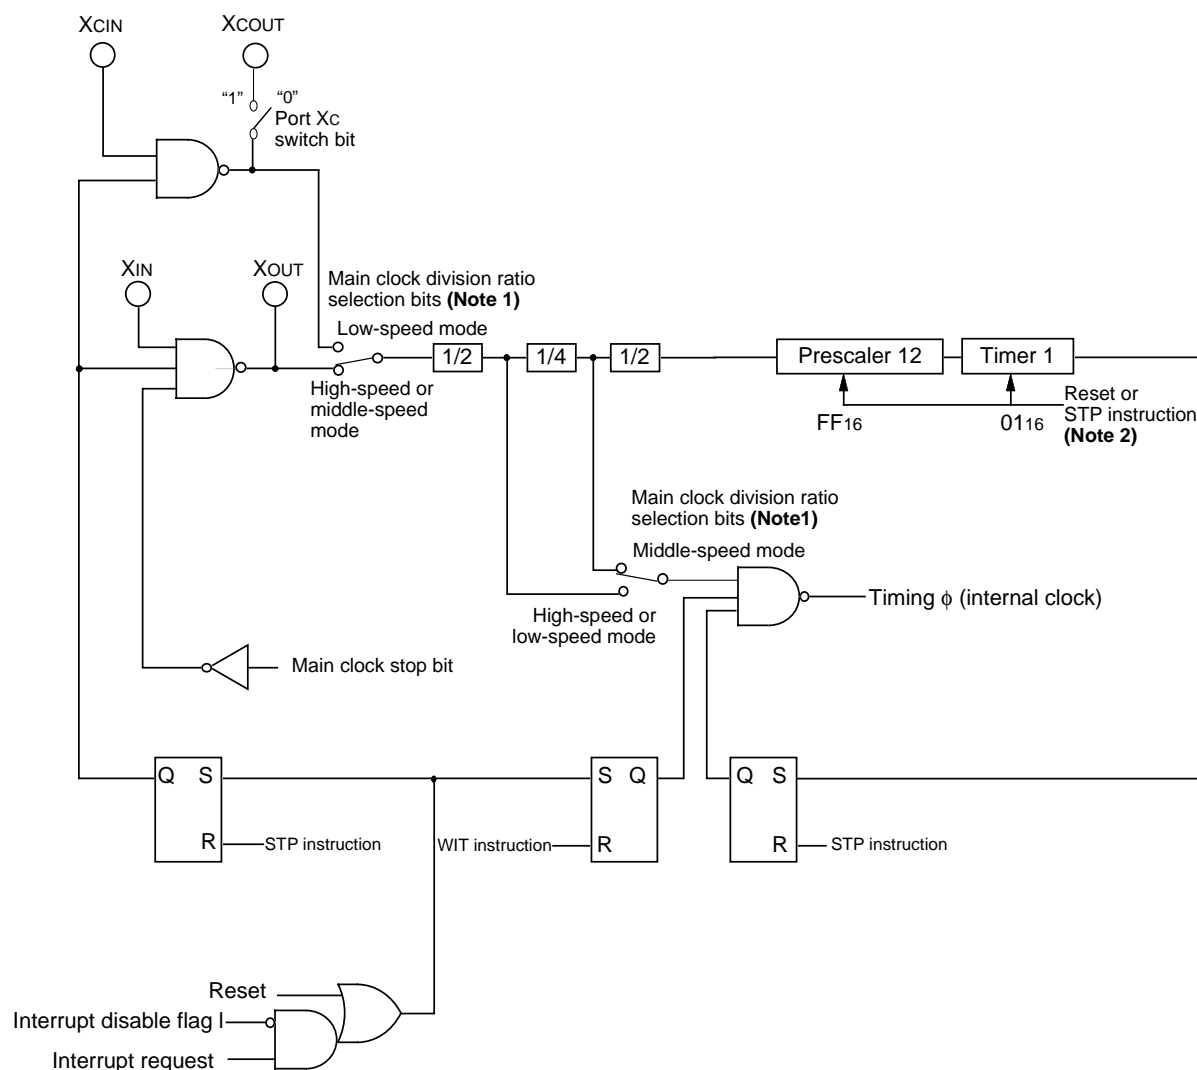 XCIN
XCOUT
“1” “0”
Port XC
switch bit
XIN
XOUT
Main clock division ratio
selection bits (Note 1)
Low-speed mode
1/2
1/4
1/2
Prescaler 12
Timer 1
High-speed or
middle-speed
mode
FF16
0116
Reset or
STP instruction
(Note 2)
Main clock division ratio
selection bits (Note1)
Middle-speed mode
Timing ϕ (internal clock)
High-speed or
low-speed mode
Main clock stop bit
Q S
R
STP instruction
S Q
R
WIT instruction
Q S
R
STP instruction
Reset
Interrupt disable flag I
Interrupt request